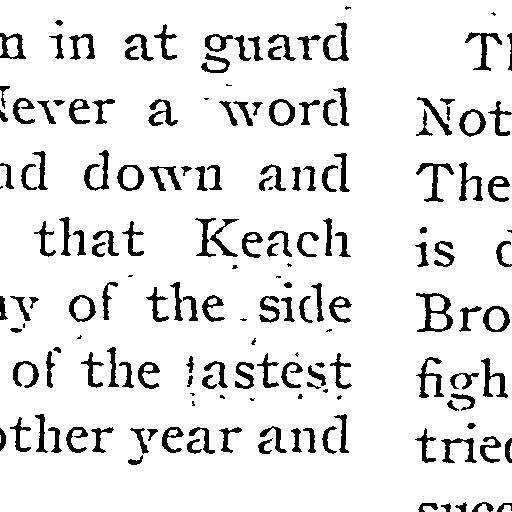 in at guard
Never a word
down and
that Keach
of the side
of the fastest
other year and
Not
The
is
Bro
figh
tried